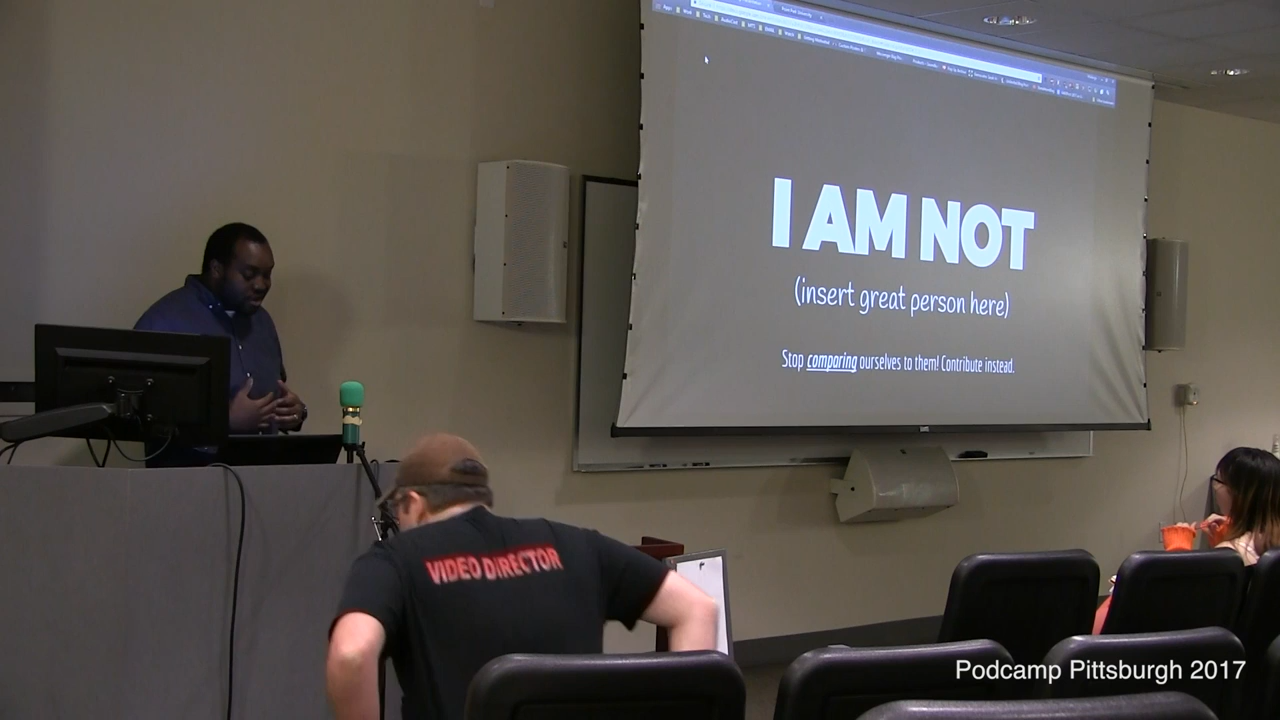 I AM NOT
(insert great person here)
Stop comparing ourselves to them! Contribute instead.
VIDEO DIRECTOR
Podcamp Pittsburgh 2017